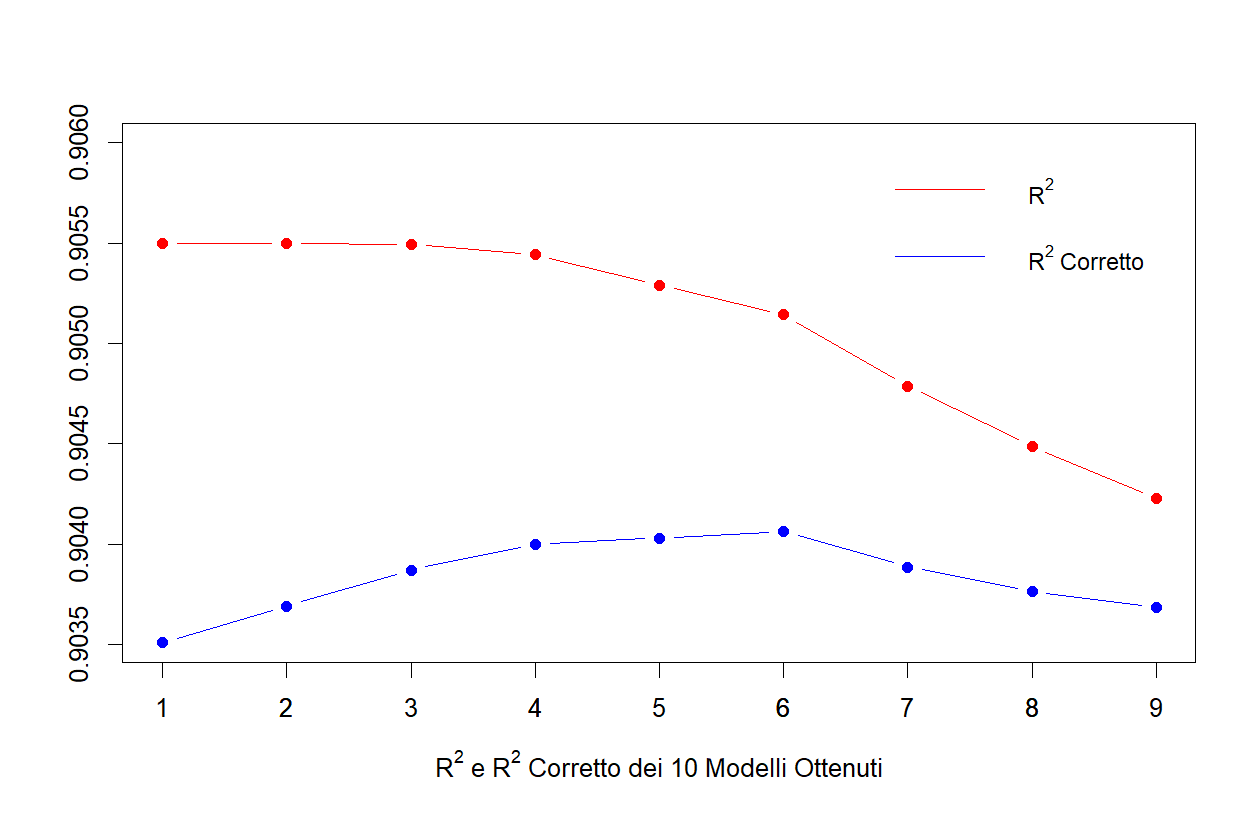 0.9060
0.9055
0.9050
0.9045
0.9040
0.9035
R²
R² Corretto
1 2 3 4 5 6 7 8 9
R² e R² Corretto dei 10 Modelli Ottenuti